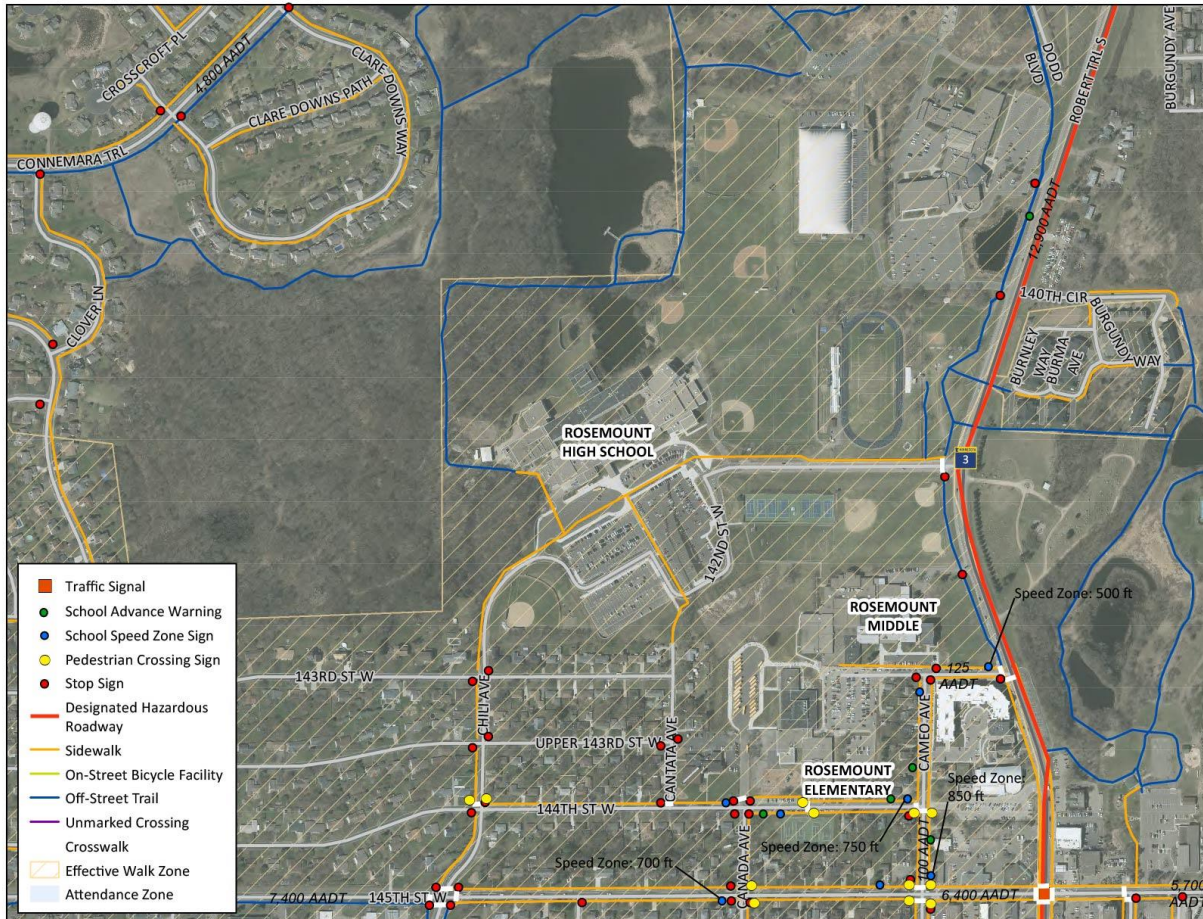 CROSSCROFT PL
4,800 AADT
CLARE DOWNS PATH
CLARE DOWNS WAY
CONNEMARA TRL
CLOVER LN
DODD
BLVD
ROBERT TRL S
BURGUNDY AVE
12,900 AADT
140TH CIR
BURNLEY
WAY
BURMA
AVE
BURGUNDY
WAY
ROSEMOUNT
HIGH SCHOOL
3
142ND ST W
ROSEMOUNT
MIDDLE
Speed Zone: 500 ft
125
AADT
143RD ST W
CHILI AVE
UPPER 143RD ST W
CANTATA AVE
CAMEO AVE
ROSEMOUNT
ELEMENTARY
Speed Zone:
850 ft
144TH ST W
Speed Zone: 750 ft
CANADA AVE
Speed Zone: 700 ft
100 AADT
7,400 AADT
145TH ST W
6,400 AADT
5,700
AADT
Traffic Signal
School Advance Warning
School Speed Zone Sign
Pedestrian Crossing Sign
Stop Sign
Designated Hazardous
Roadway
Sidewalk
On-Street Bicycle Facility
Off-Street Trail
Unmarked Crossing
Crosswalk
Effective Walk Zone
Attendance Zone